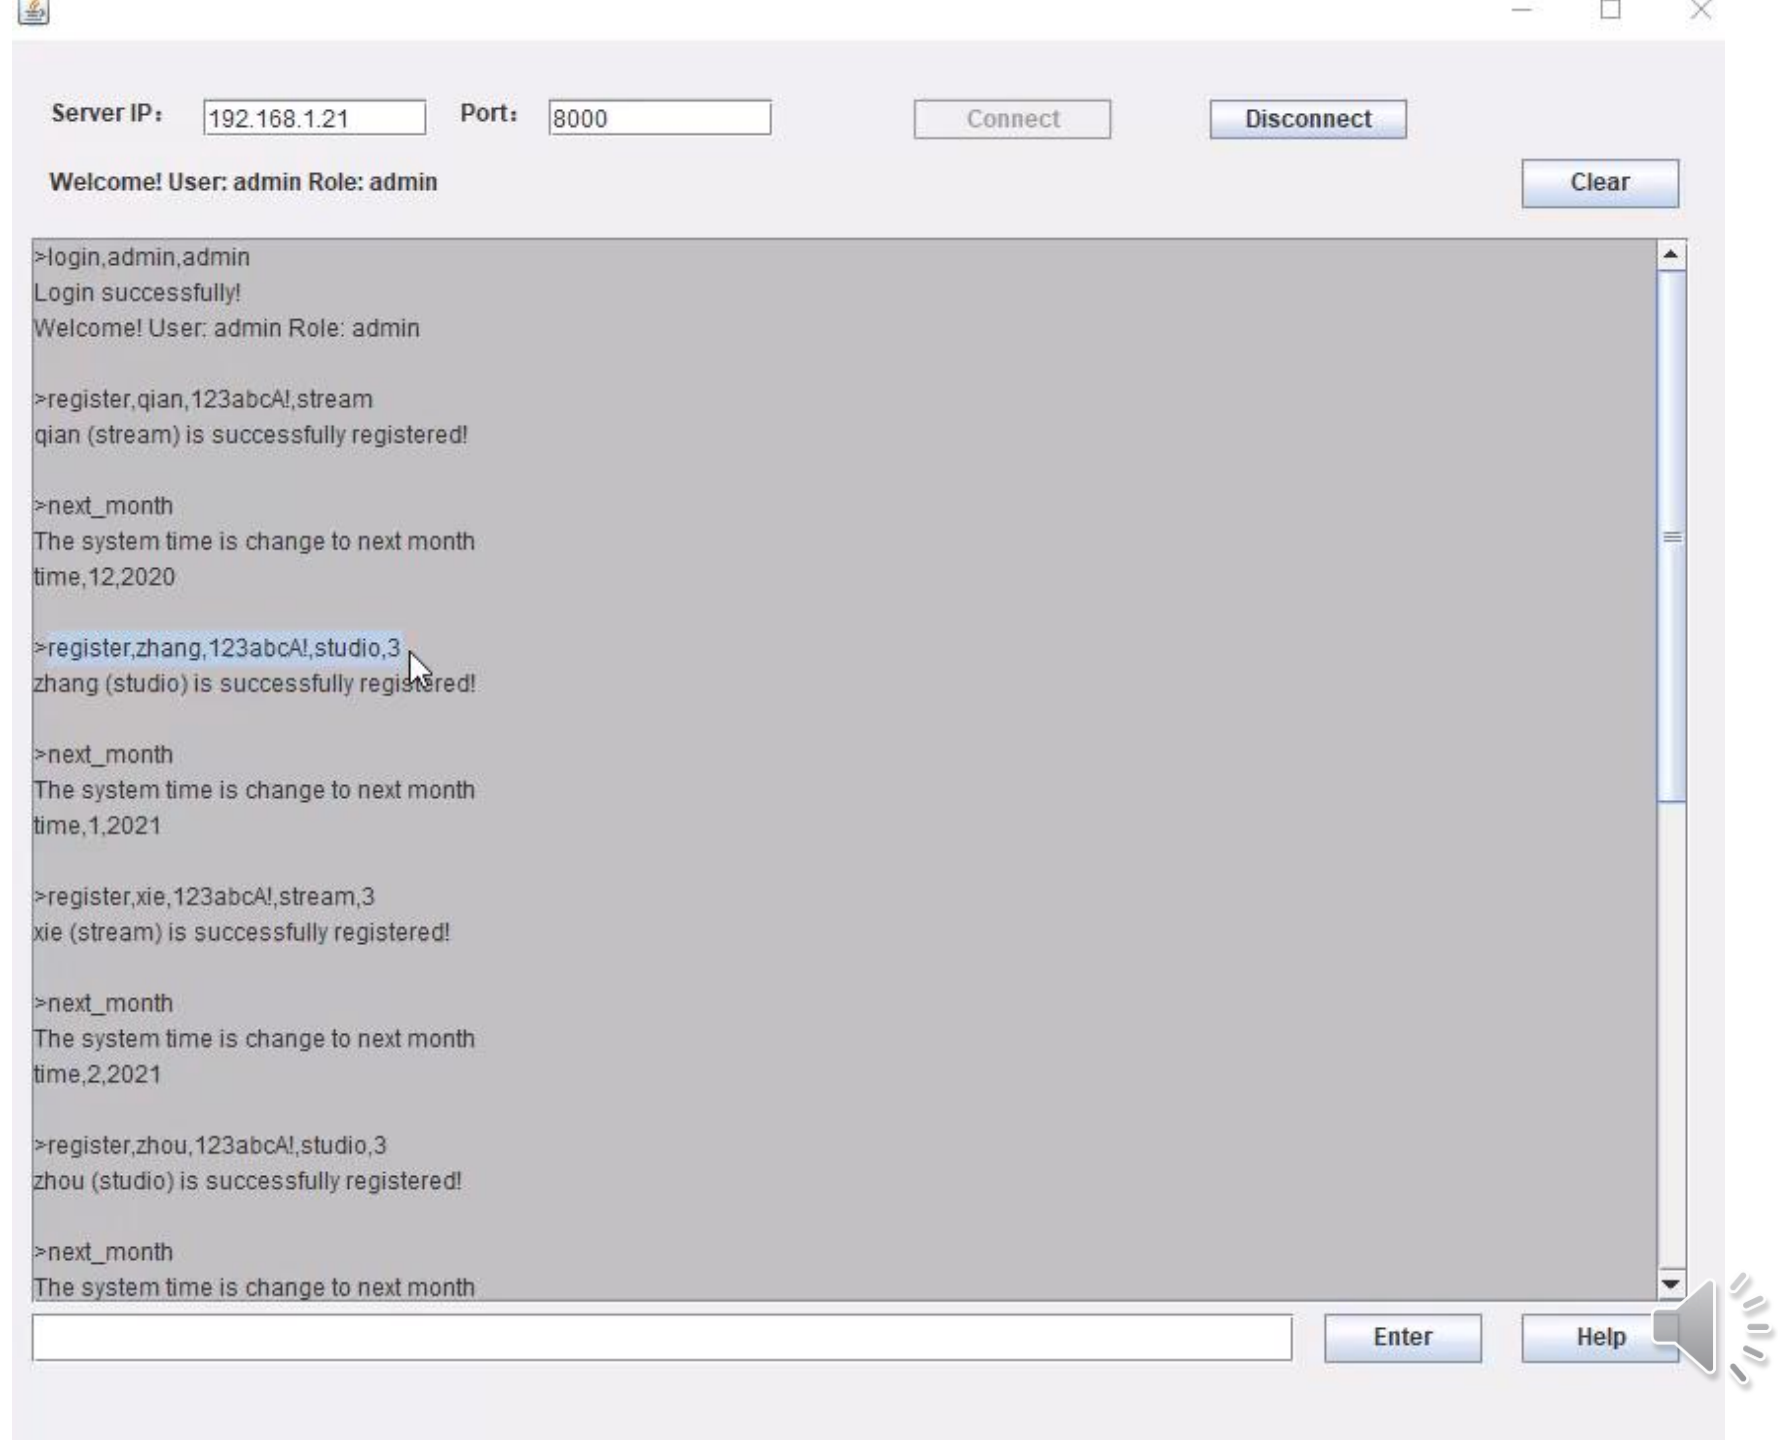 Server IP: 192.168.1.21 Port: 8000 Connect Disconnect
Welcome! User: admin Role: admin Clear
>login,admin,admin
Login successfully!
Welcome! User: admin Role: admin
>register,qian,123abcA!,stream
qian (stream) is successfully registered!
>next_month
The system time is change to next month
time,12,2020
>register,zhang,123abcA!,studio,3
zhang (studio) is successfully registered!
>next_month
The system time is change to next month
time,1,2021
>register,xie,123abcA!,stream,3
xie (stream) is successfully registered!
>next_month
The system time is change to next month
time,2,2021
>register,zhou,123abcA!,studio,3
zhou (studio) is successfully registered!
>next_month
The system time is change to next month
Enter Help